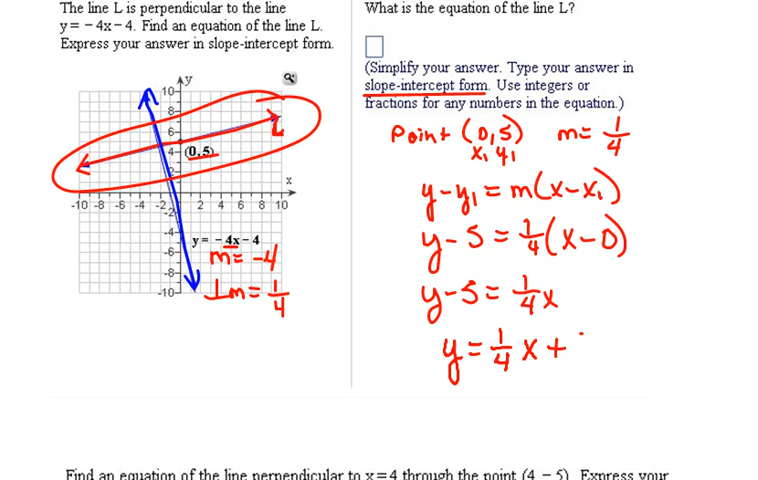 The line L is perpendicular to the line
y = - 4x - 4. Find an equation of the line L.
Express your answer in slope-intercept form.
y
10
8
6
4
2
L
(0,5)
x
-10 -8 -6 -4 -2 2 4 6 8 10
-2
-4
-6
-8
-10
y = - 4x - 4
m = -4
⊥m = 1/4
What is the equation of the line L?
(Simplify your answer. Type your answer in
slope-intercept form. Use integers or
fractions for any numbers in the equation.)
Point (0,5) m = 1/4
x₁ y₁
y - y₁ = m(x - x₁)
y - 5 = 1/4(x - 0)
y - 5 = 1/4 x
y = 1/4 x +
Find an equation of the line perpendicular to x = 4 through the point (4 - 5). Express your